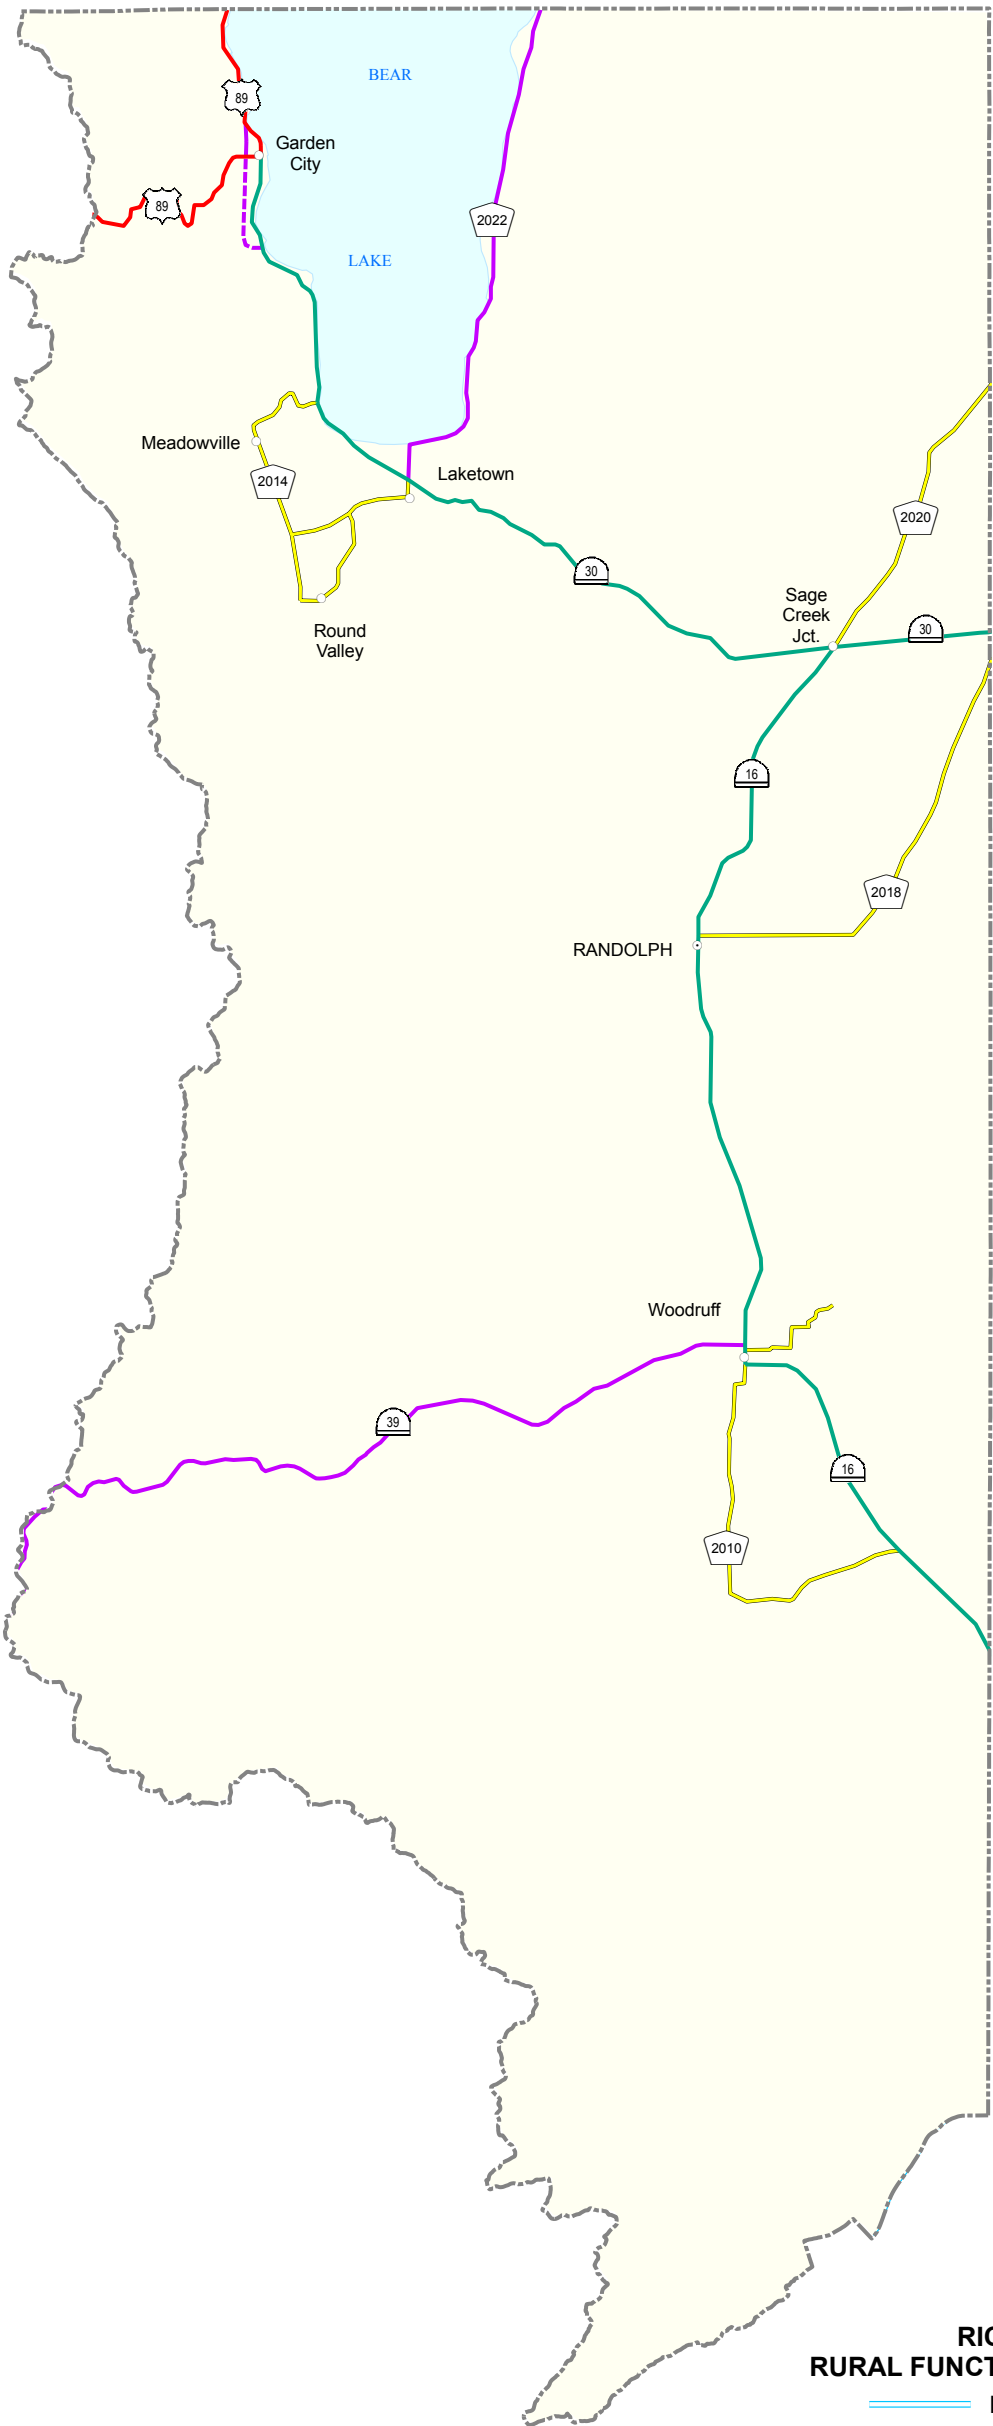 BEAR
89
Garden
City
89
2022
LAKE
Meadowville
Laketown
2014
2020
30
Sage
Creek
Jct.
30
Round
Valley
16
2018
RANDOLPH
Woodruff
39
16
2010
RIC
RURAL FUNCT